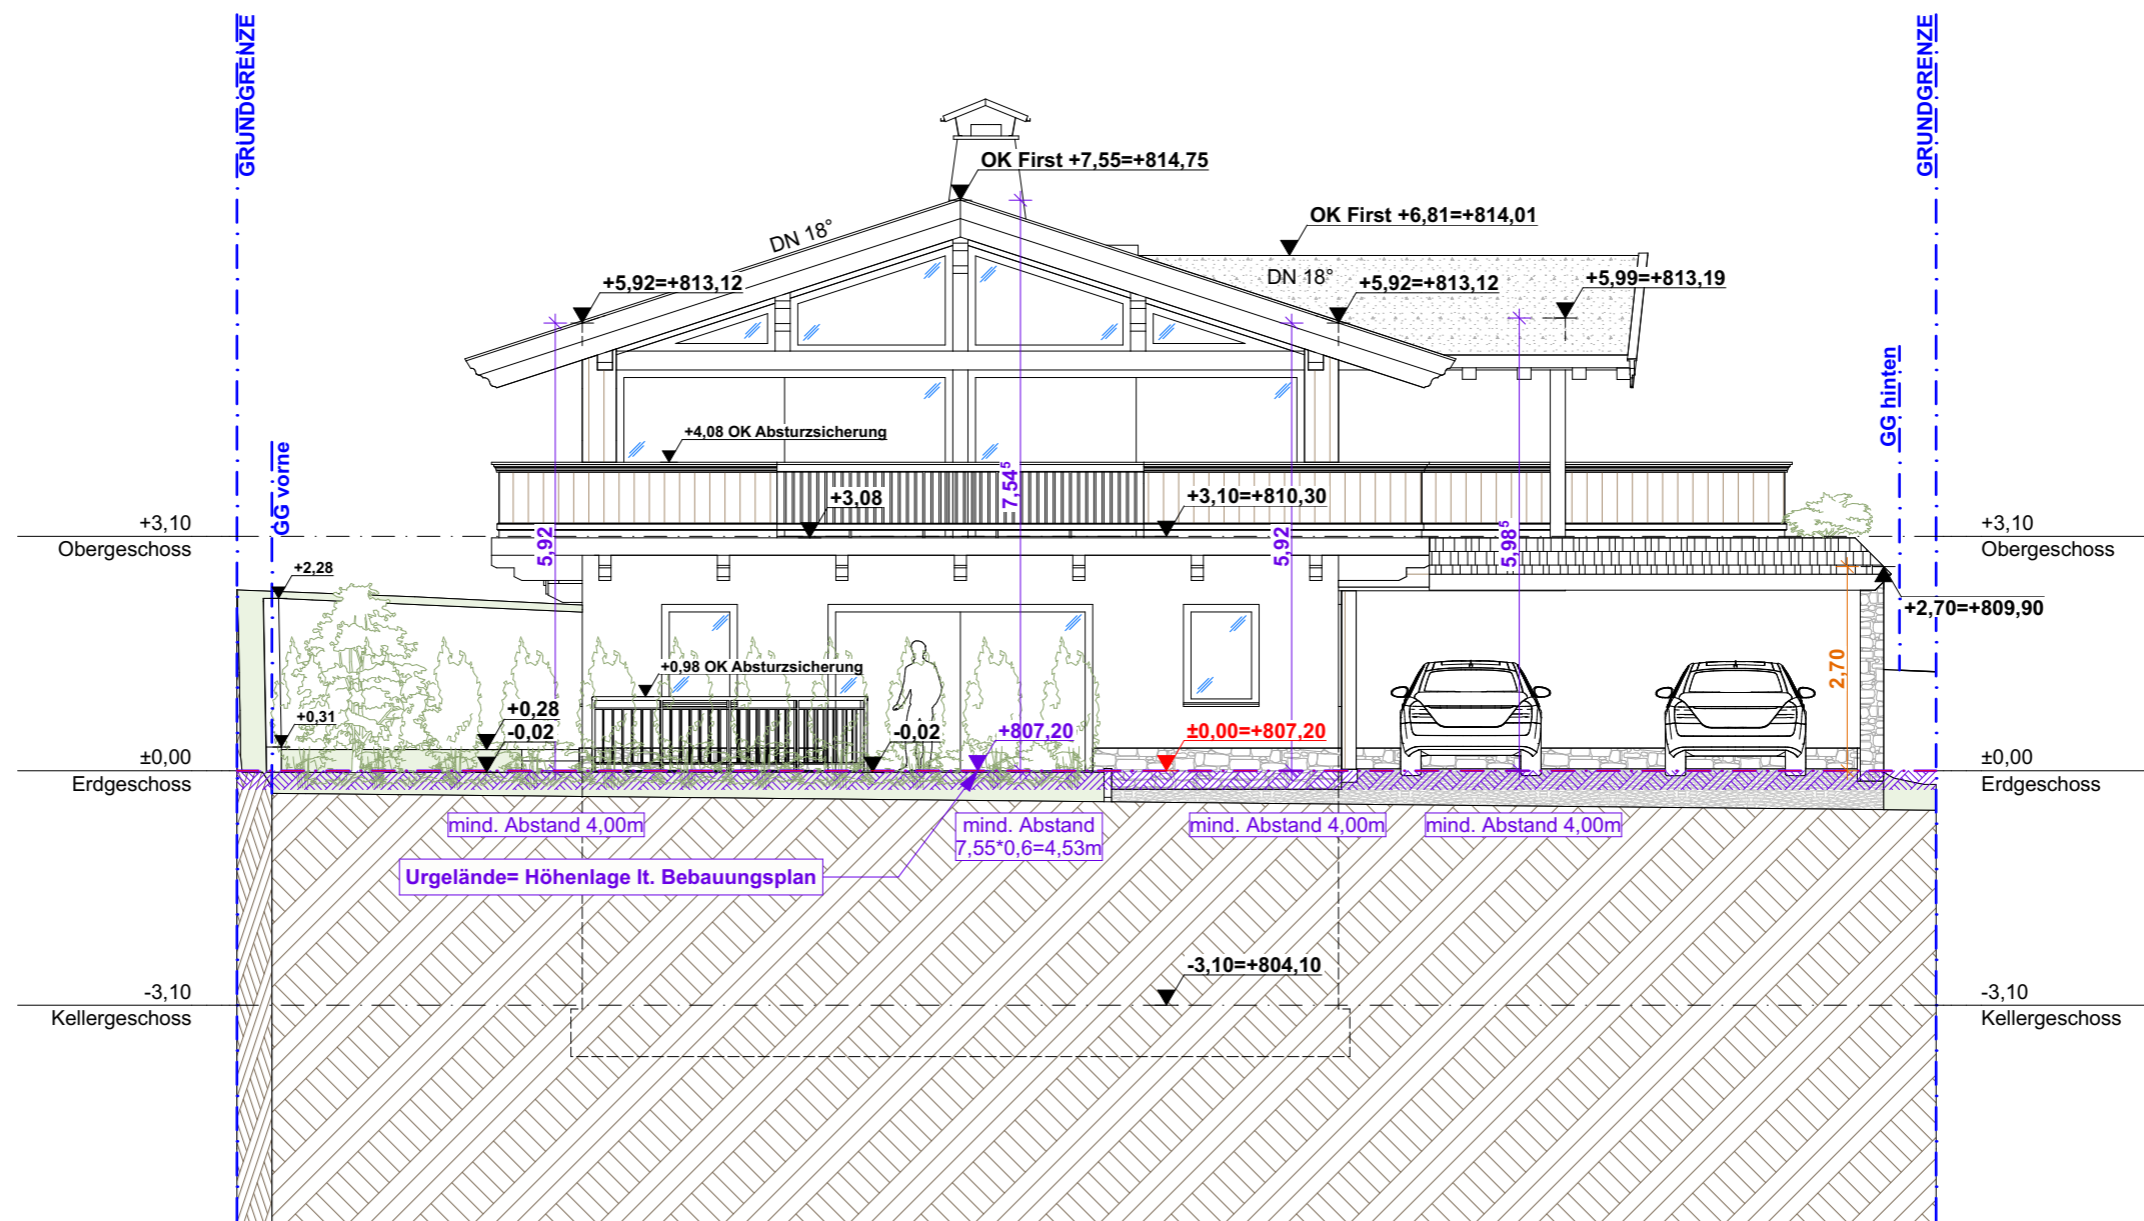 GRUNDGRENZE
GRUNDGRENZE
OK First +7,55=+814,75
OK First +6,81=+814,01
DN 18°
DN 18°
+5,92=+813,12
+5,92=+813,12
+5,99=+813,19
GG hinten
GG vorne
+4,08 OK Absturzsicherung
7,54⁵
+3,08
+3,10=+810,30
+3,10
Obergeschoss
+3,10
Obergeschoss
5,92
5,92
5,98⁵
+2,28
+2,70=+809,90
2,70
+0,98 OK Absturzsicherung
+0,31
+0,28
-0,02
-0,02
+807,20
±0,00=+807,20
±0,00
Erdgeschoss
±0,00
Erdgeschoss
mind. Abstand 4,00m
mind. Abstand
7,55*0,6=4,53m
mind. Abstand 4,00m
mind. Abstand 4,00m
Urgelände= Höhenlage lt. Bebauungsplan
-3,10=+804,10
-3,10
Kellergeschoss
-3,10
Kellergeschoss